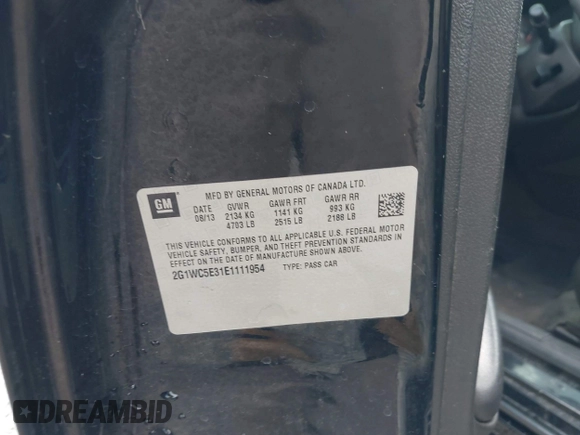 GM
MFD BY GENERAL MOTORS OF CANADA LTD.
DATE GVWR GAWR FRT GAWR RR
08/13 2134 KG 1141 KG 993 KG
4703 LB 2515 LB 2188 LB
THIS VEHICLE CONFORMS TO ALL APPLICABLE U.S. FEDERAL MOTOR
VEHICLE SAFETY, BUMPER, AND THEFT PREVENTION STANDARDS IN
EFFECT ON THE DATE OF MANUFACTURE SHOWN ABOVE.
2G1WC5E31E1111954 TYPE: PASS CAR
DREAMBID